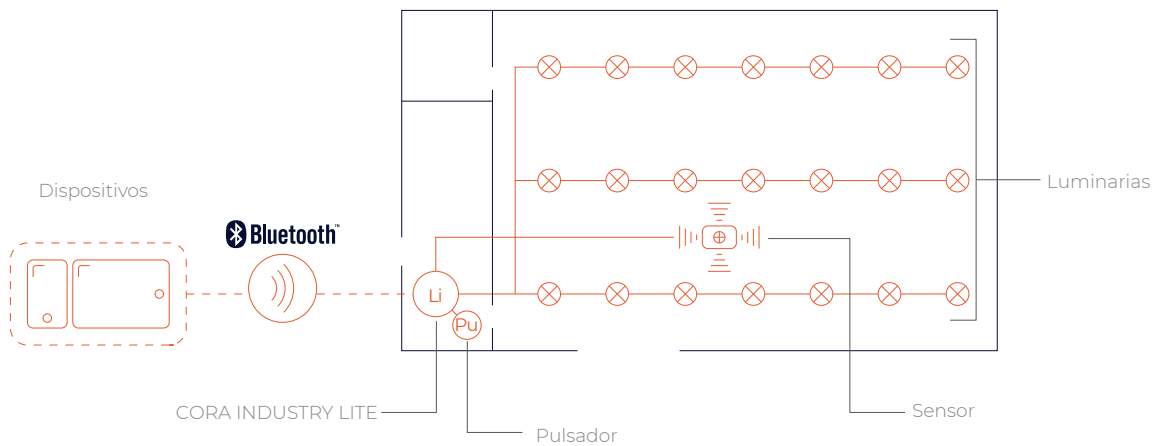 Dispositivos
Bluetooth™
Luminarias
Li
Pu
CORA INDUSTRY LITE
Sensor
Pulsador